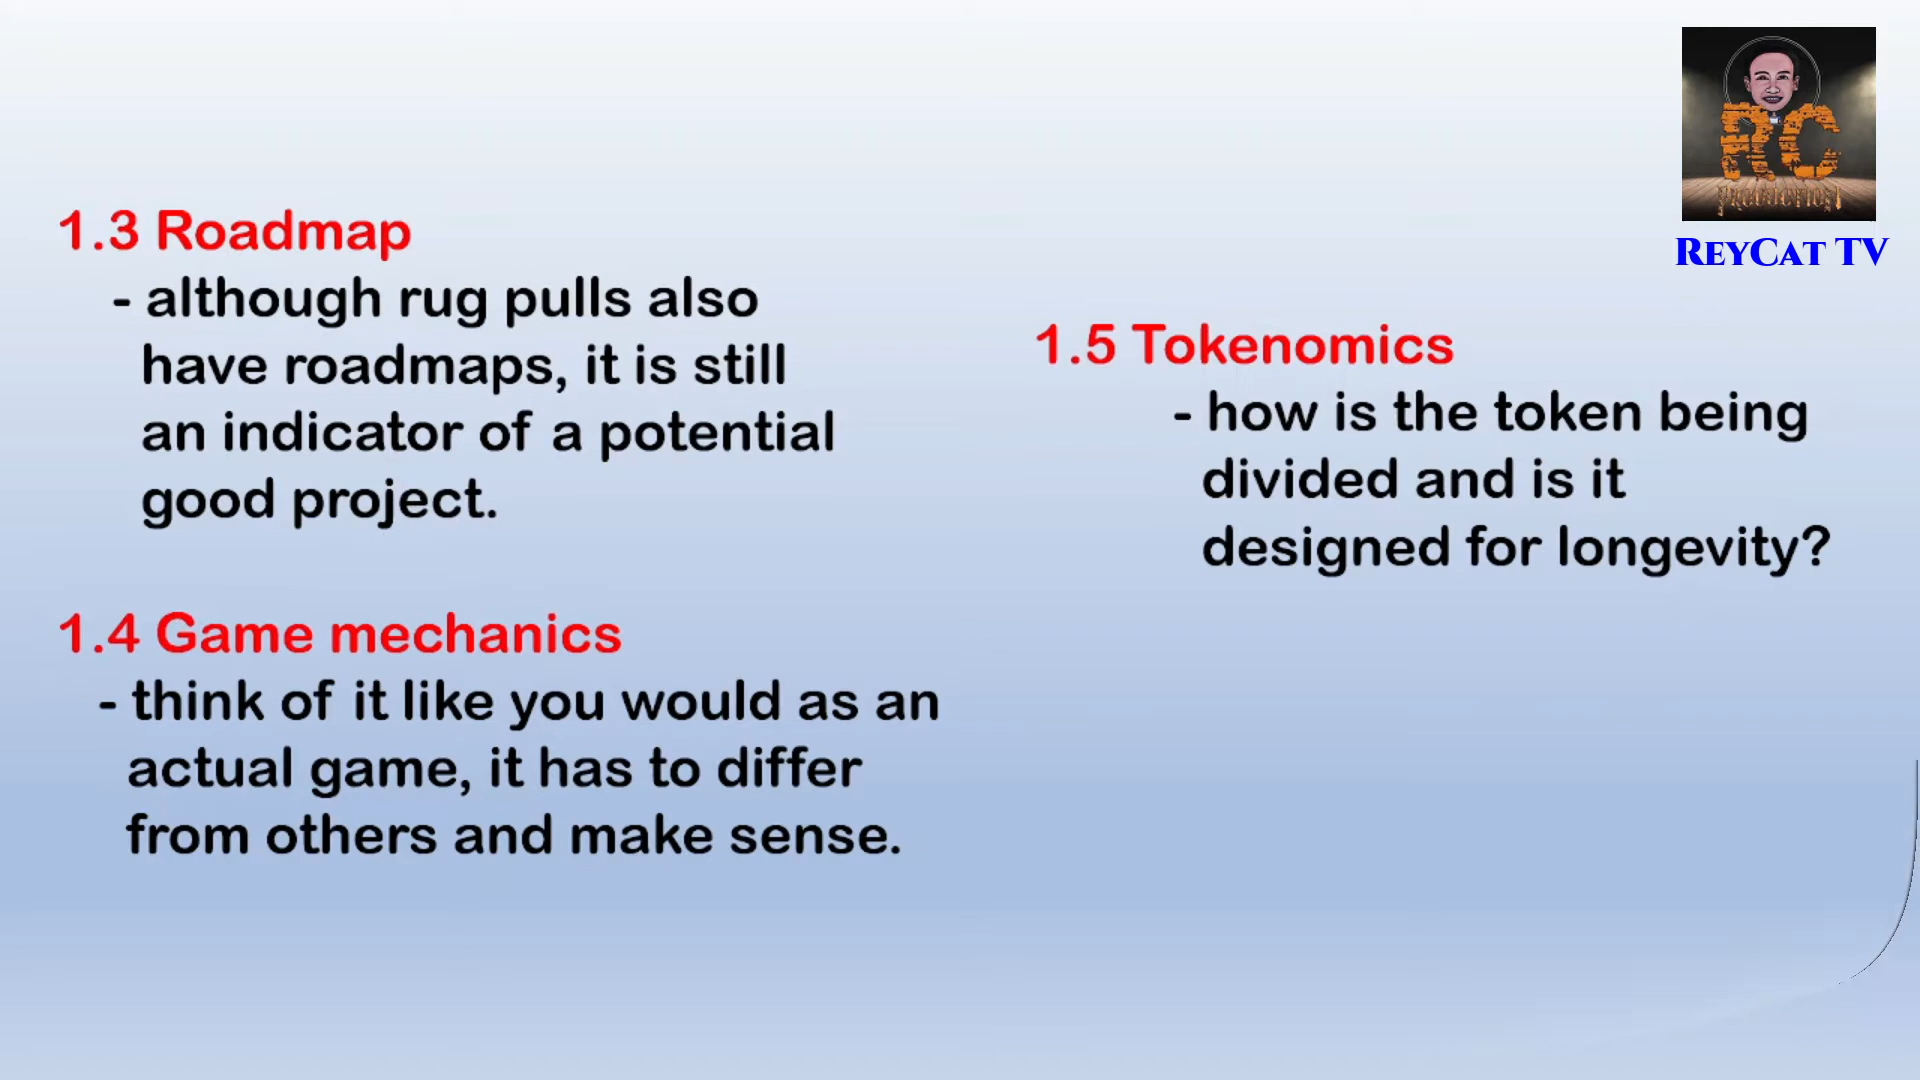 1.3 Roadmap
- although rug pulls also
have roadmaps, it is still
an indicator of a potential
good project.
1.4 Game mechanics
- think of it like you would as an
actual game, it has to differ
from others and make sense.
1.5 Tokenomics
- how is the token being
divided and is it
designed for longevity?
RC
PRODUCTION
REYCAT TV